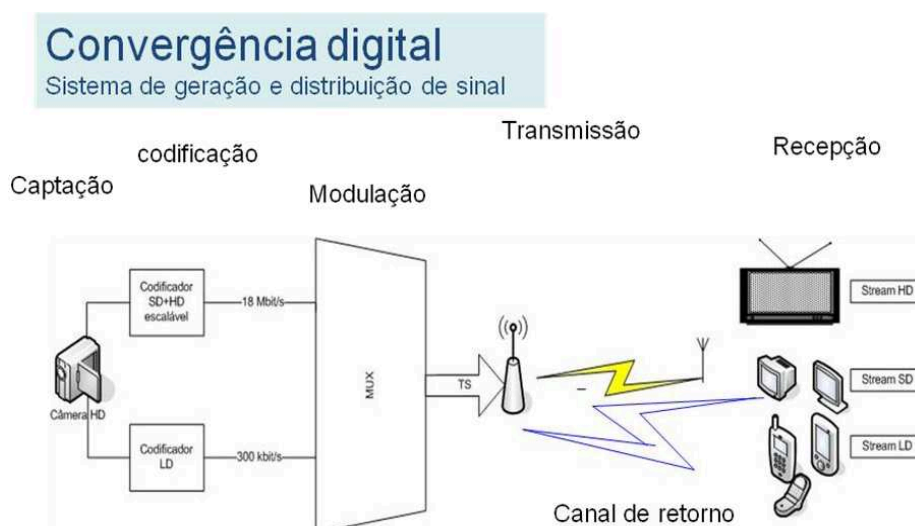 Convergência digital
Sistema de geração e distribuição de sinal
Captação
codificação
Modulação
Transmissão
Recepção
Câmera HD
Codificador
SD+HD
escalável
18 Mbit/s
Codificador
LD
300 kbit/s
MUX
TS
Stream HD
Stream SD
Stream LD
Canal de retorno